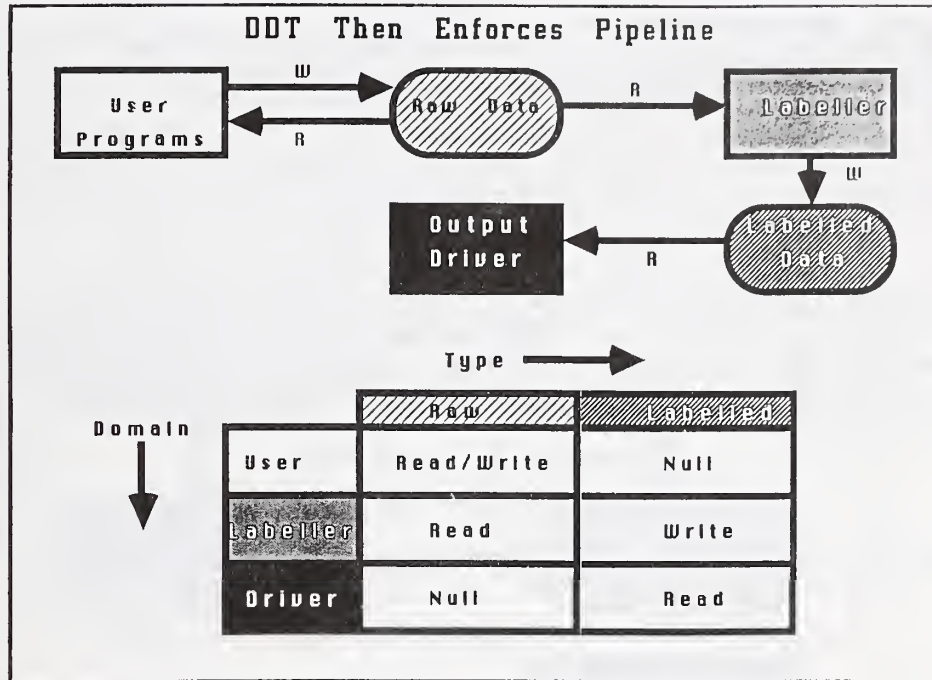 DDT Then Enforces Pipeline
W
User Programs
R
Raw Data
R
Labeller
W
Output Driver
R
Labelled Data
Type
Domain
Raw Labelled
User Read/Write Null
Labeller Read Write
Driver Null Read